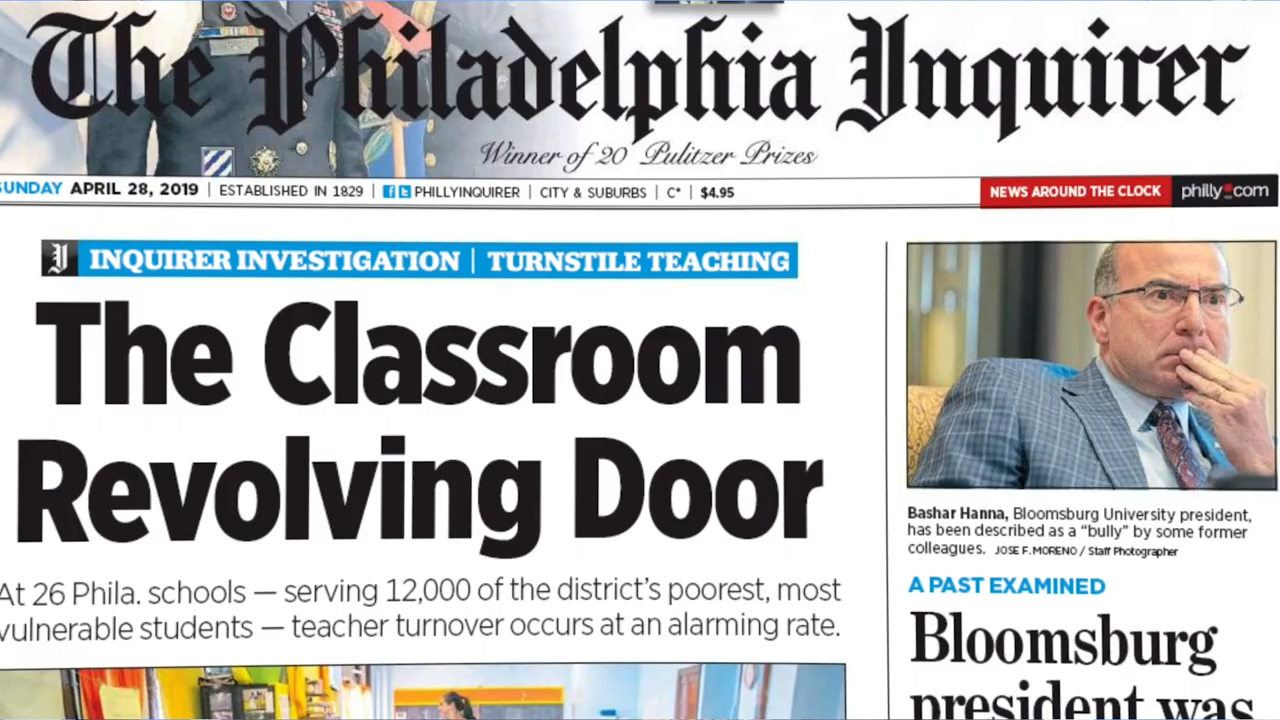 The Philadelphia Inquirer
Winner of 20 Pulitzer Prizes
SUNDAY APRIL 28, 2019 | ESTABLISHED IN 1829 | PHILLYINQUIRER | CITY & SUBURBS | C* | $4.95
NEWS AROUND THE CLOCK philly.com
INQUIRER INVESTIGATION | TURNSTILE TEACHING
The Classroom
Revolving Door
At 26 Phila. schools — serving 12,000 of the district's poorest, most
vulnerable students — teacher turnover occurs at an alarming rate.
Bashar Hanna, Bloomsburg University president,
has been described as a “bully” by some former
colleagues. JOSE F. MORENO / Staff Photographer
A PAST EXAMINED
Bloomsburg
president was